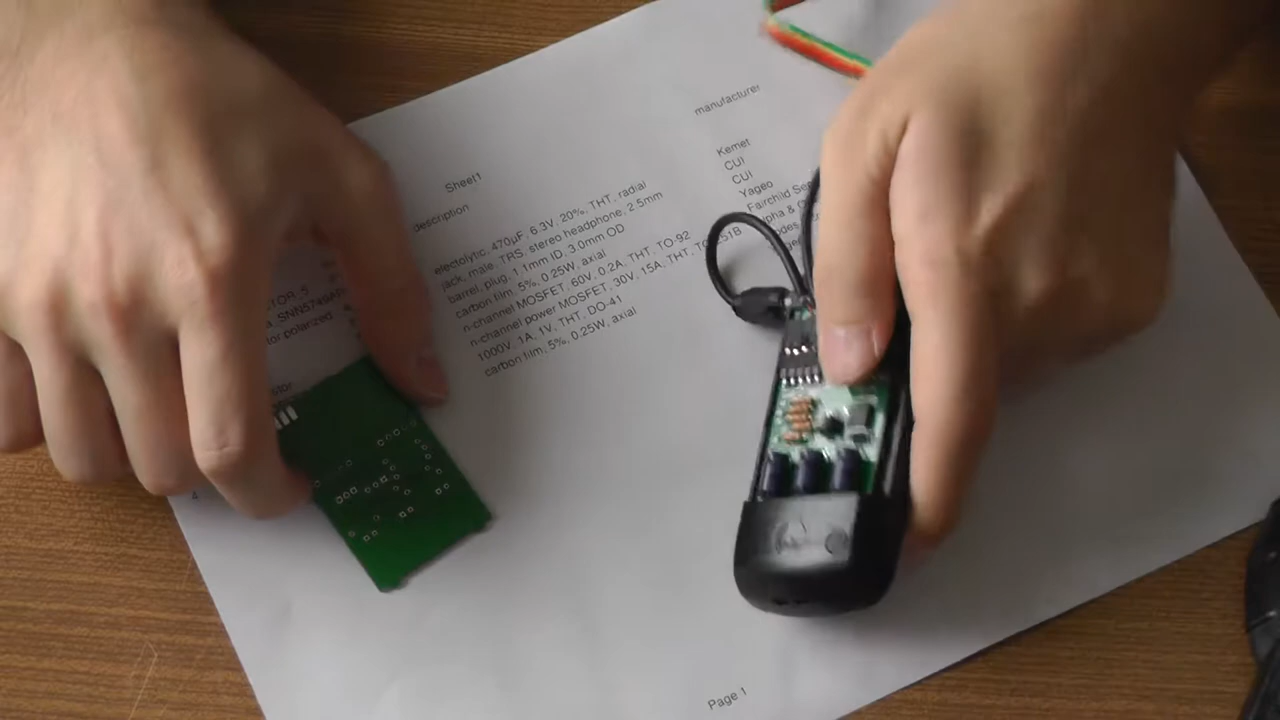 Sheet1
description
manufacturer
electolytic, 470µF, 6.3V, 20%, THT, radial
Kemet
jack, male, TRS, stereo headphone, 2.5mm
CUI
barrel, plug, 1.1mm ID, 3.0mm OD
CUI
carbon film, 5%, 0.25W, axial
Yageo
n-channel MOSFET, 60V, 0.2A, THT, TO-92
Fairchild
n-channel power MOSFET, 30V, 15A, THT,
1000V, 1A, 1V, THT, DO-41
carbon film, 5%, 0.25W, axial
polarized
4
Page 1